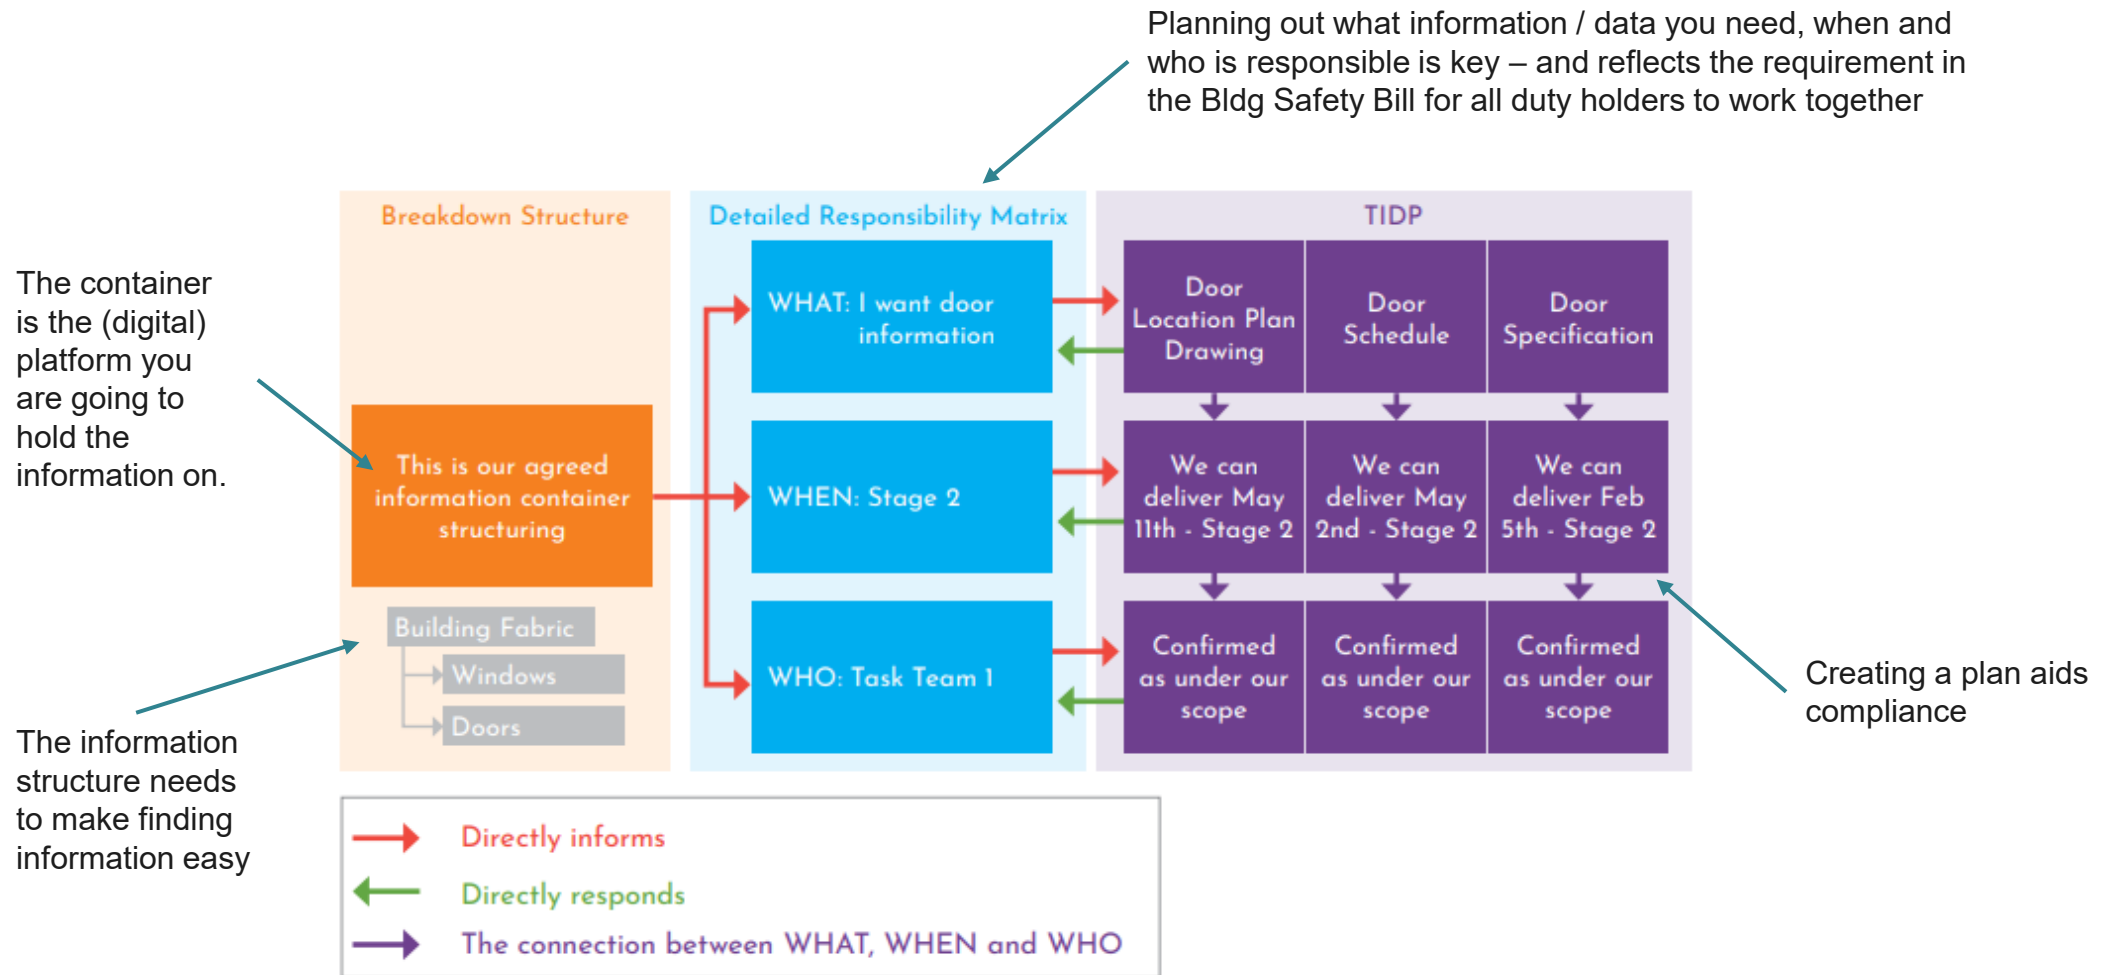 Planning out what information / data you need, when and
who is responsible is key – and reflects the requirement in
the Bldg Safety Bill for all duty holders to work together
The container
is the (digital)
platform you
are going to
hold the
information on.
The information
structure needs
to make finding
information easy
Breakdown Structure
This is our agreed
information container
structuring
Building Fabric
Windows
Doors
Detailed Responsibility Matrix
WHAT: I want door
information
WHEN: Stage 2
WHO: Task Team 1
TIDP
Door
Location Plan
Drawing
Door
Schedule
Door
Specification
We can
deliver May
11th - Stage 2
We can
deliver May
2nd - Stage 2
We can
deliver Feb
5th - Stage 2
Confirmed
as under our
scope
Confirmed
as under our
scope
Confirmed
as under our
scope
Creating a plan aids
compliance
Directly informs
Directly responds
The connection between WHAT, WHEN and WHO